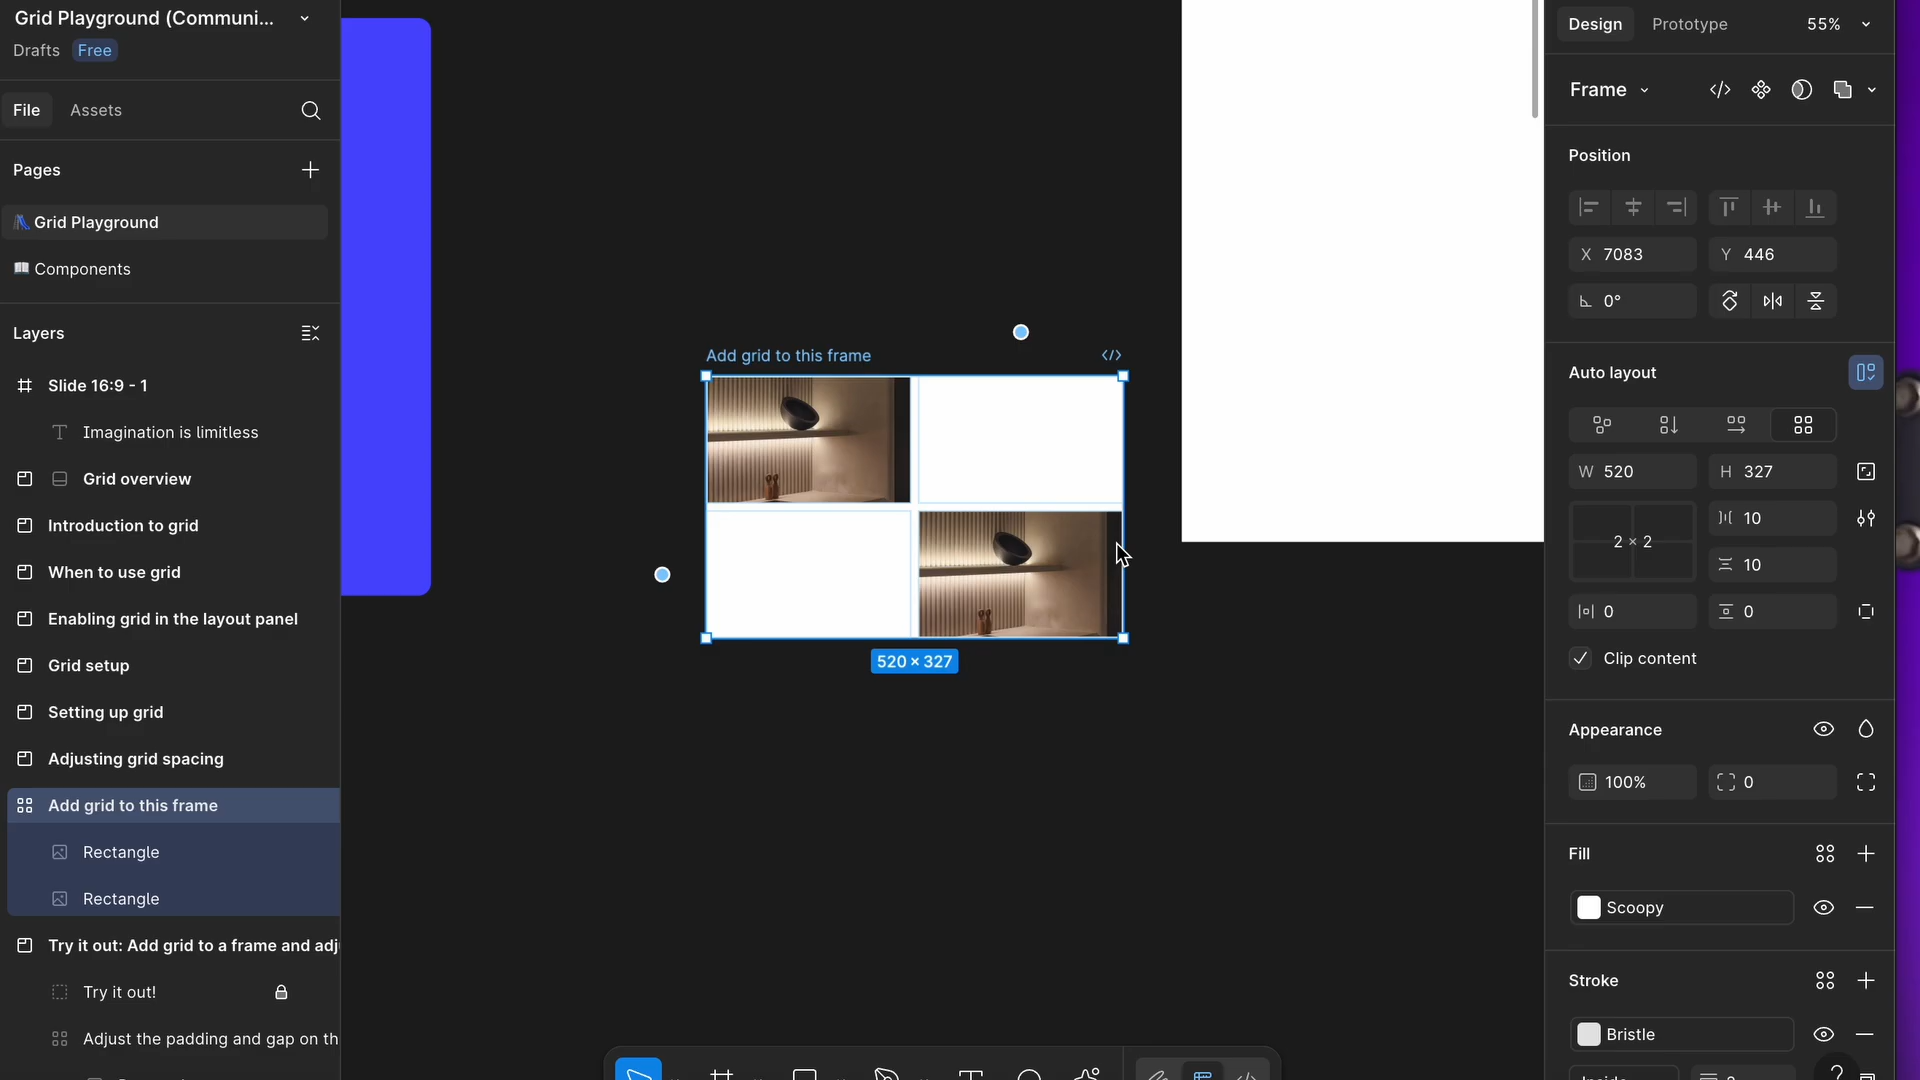 Grid Playground (Communi...
Drafts Free
File Assets
Pages
Grid Playground
Components
Layers
Slide 16:9 - 1
Imagination is limitless
Grid overview
Introduction to grid
When to use grid
Enabling grid in the layout panel
Grid setup
Setting up grid
Adjusting grid spacing
Add grid to this frame
Rectangle
Rectangle
Try it out: Add grid to a frame and adj
Try it out!
Adjust the padding and gap on th
Add grid to this frame
520 × 327
Design Prototype 55%
Frame
Position
X 7083 Y 446
0°
Auto layout
W 520 H 327
2 × 2
10
10
0 0
Clip content
Appearance
100% 0
Fill
Scoopy
Stroke
Bristle